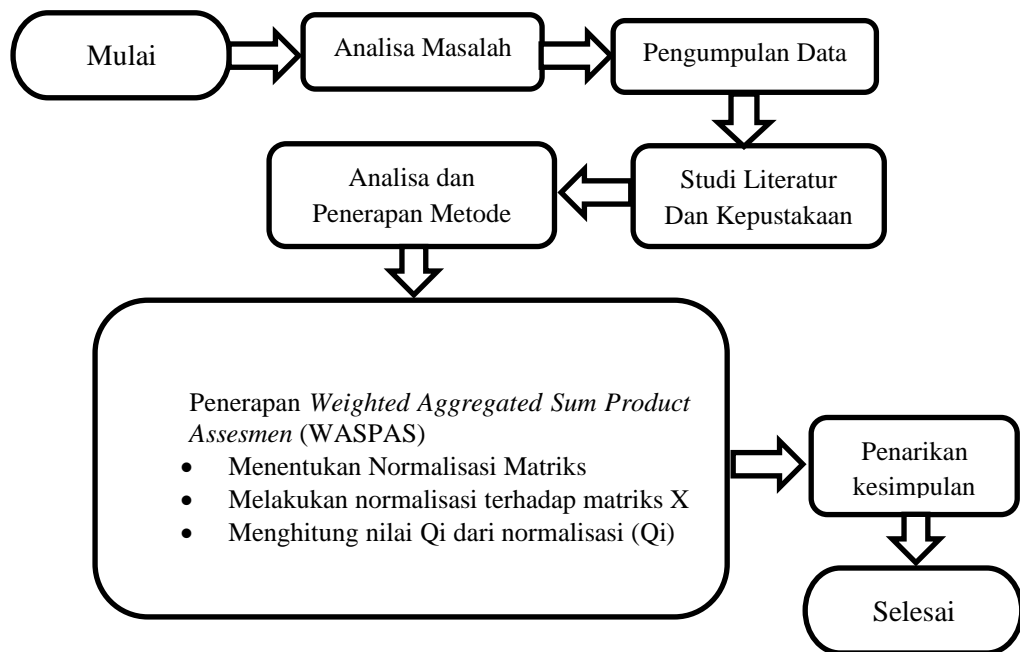 Mulai
Analisa Masalah
Pengumpulan Data
Studi Literatur
Dan Kepustakaan
Analisa dan
Penerapan Metode
Penerapan Weighted Aggregated Sum Product
Assesmen (WASPAS)
• Menentukan Normalisasi Matriks
• Melakukan normalisasi terhadap matriks X
• Menghitung nilai Qi dari normalisasi (Qi)
Penarikan
kesimpulan
Selesai